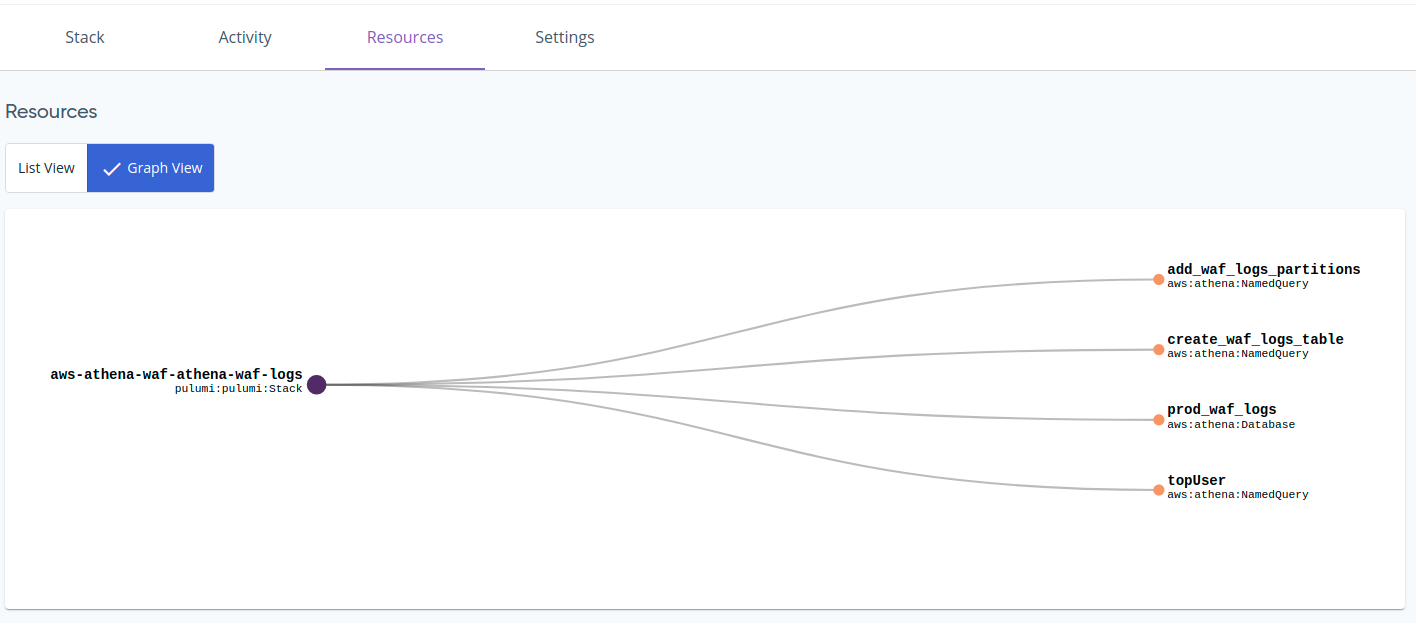 Stack
Activity
Resources
Settings
Resources
List View
Graph View
aws-athena-waf-athena-waf-logs
pulumi:pulumi:Stack
add_waf_logs_partitions
aws:athena:NamedQuery
create_waf_logs_table
aws:athena:NamedQuery
prod_waf_logs
aws:athena:Database
topUser
aws:athena:NamedQuery